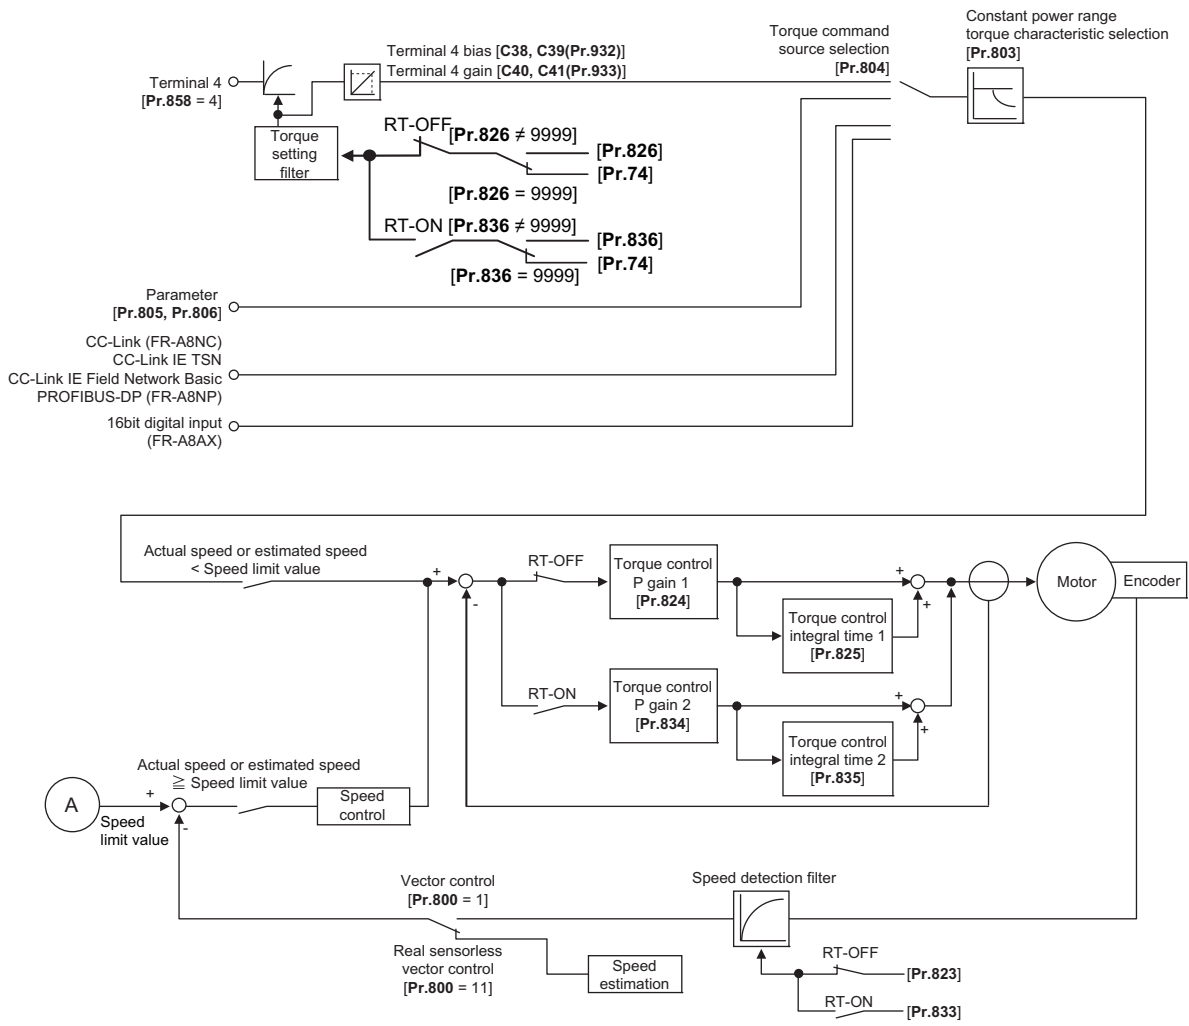 Constant power range
torque characteristic selection
[Pr.803]
Torque command
source selection
[Pr.804]
Terminal 4 bias [C38, C39(Pr.932)]
Terminal 4 gain [C40, C41(Pr.933)]
Terminal 4
[Pr.858 = 4]
Torque
setting
filter
RT-OFF
[Pr.826 ≠ 9999]
[Pr.826]
[Pr.74]
[Pr.826 = 9999]
RT-ON
[Pr.836 ≠ 9999]
[Pr.836]
[Pr.74]
[Pr.836 = 9999]
Parameter
[Pr.805, Pr.806]
CC-Link (FR-A8NC)
CC-Link IE TSN
CC-Link IE Field Network Basic
PROFIBUS-DP (FR-A8NP)
16bit digital input
(FR-A8AX)
Actual speed or estimated speed
< Speed limit value
+
-
RT-OFF
Torque control
P gain 1
[Pr.824]
Torque control
integral time 1
[Pr.825]
+
+
Motor
Encoder
RT-ON
Torque control
P gain 2
[Pr.834]
Torque control
integral time 2
[Pr.835]
+
+
Actual speed or estimated speed
≧ Speed limit value
A
+
-
Speed
limit value
Speed
control
Vector control
[Pr.800 = 1]
Real sensorless
vector control
[Pr.800 = 11]
Speed
estimation
Speed detection filter
RT-OFF
[Pr.823]
RT-ON
[Pr.833]